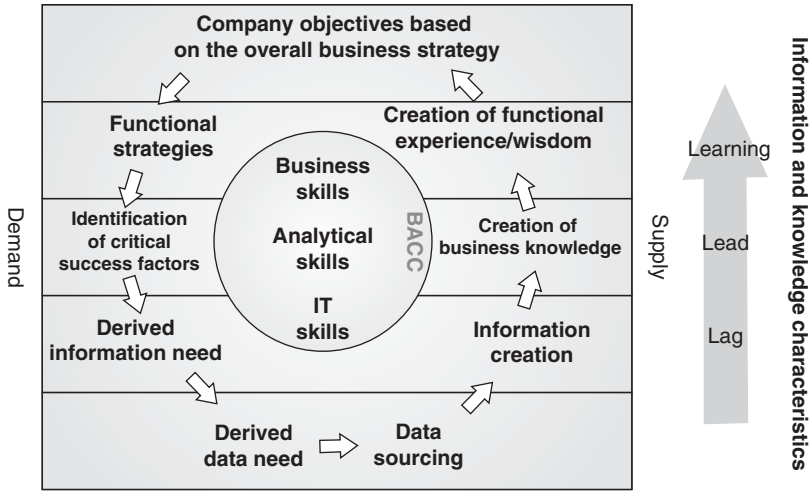 Company objectives based
on the overall business strategy
Functional
strategies
Creation of functional
experience/wisdom
Business
skills
Identification
of critical
success factors
Analytical
skills
BACC
Creation of
business knowledge
IT
skills
Derived
information need
Information
creation
Derived
data need
Data
sourcing
Demand
Supply
Learning
Lead
Lag
Information and knowledge characteristics